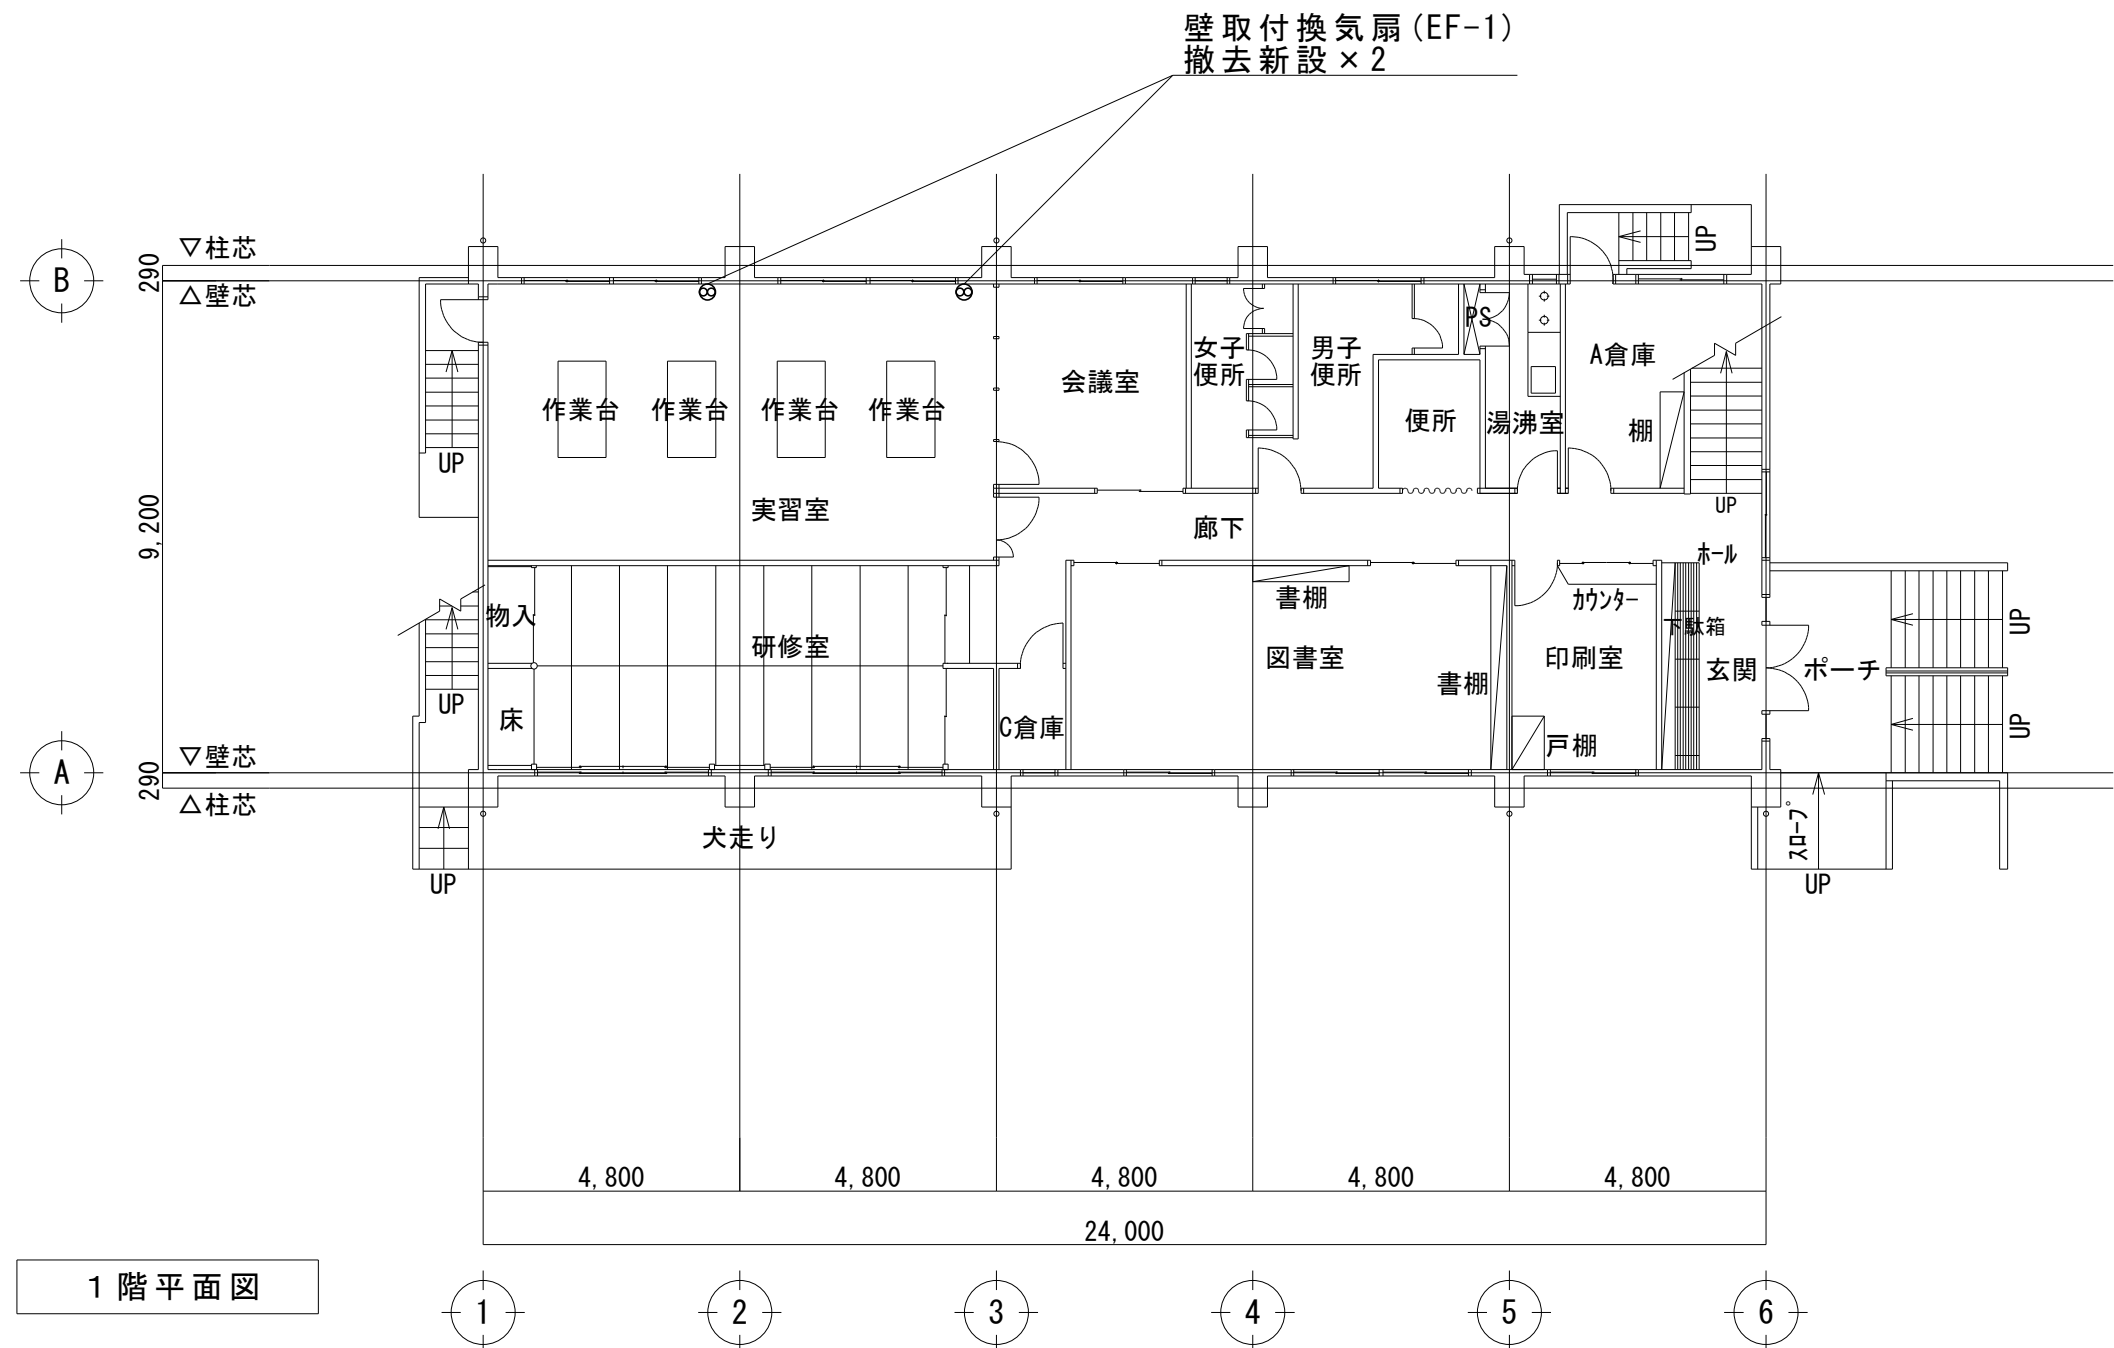 壁取付換気扇(EF-1)
撤去新設×2
B
290
▽柱芯
△壁芯
UP
PS
女子
便所
男子
便所
A倉庫
会議室
作業台
作業台
作業台
作業台
便所
湯沸室
棚
UP
9,200
実習室
UP
廊下
ホール
物入
書棚
カウンター
下駄箱
UP
研修室
図書室
印刷室
玄関
ポーチ
書棚
UP
床
C倉庫
戸棚
UP
A
290
▽壁芯
△柱芯
犬走り
スロープ
UP
UP
4,800
4,800
4,800
4,800
4,800
24,000
1階平面図
1
2
3
4
5
6